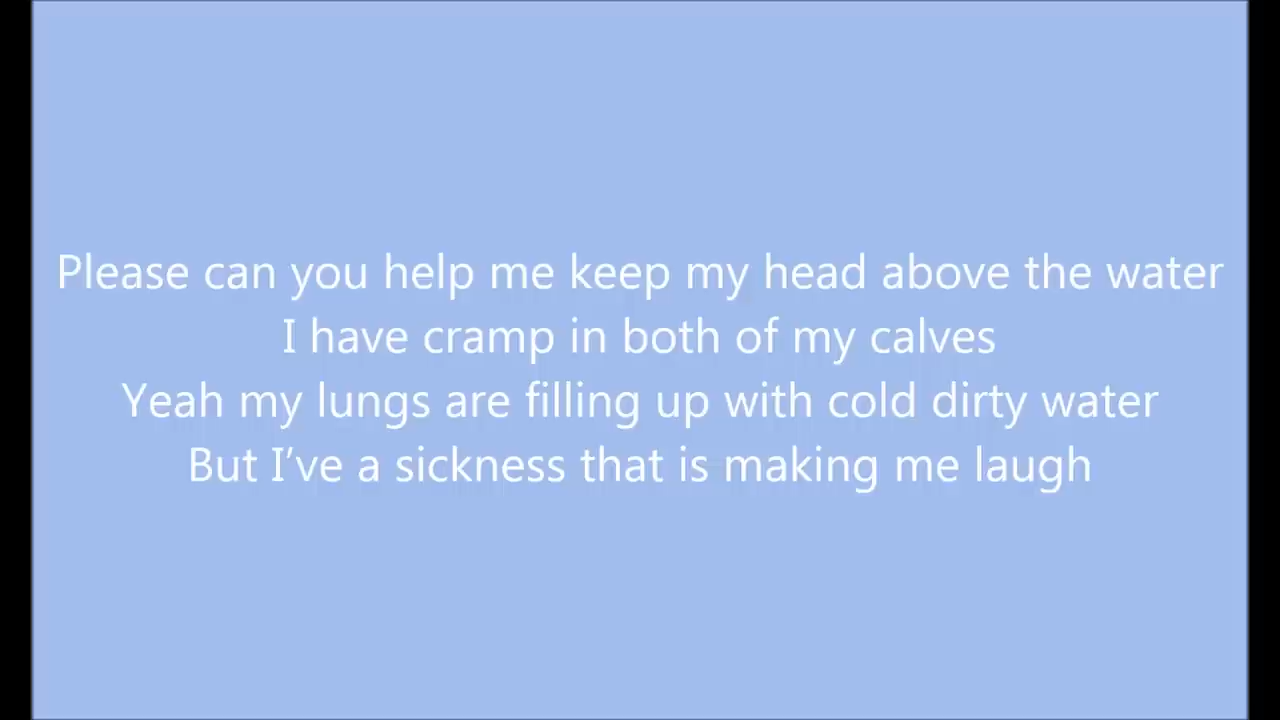 Please can you help me keep my head above the water
I have cramp in both of my calves
Yeah my lungs are filling up with cold dirty water
But I’ve a sickness that is making me laugh